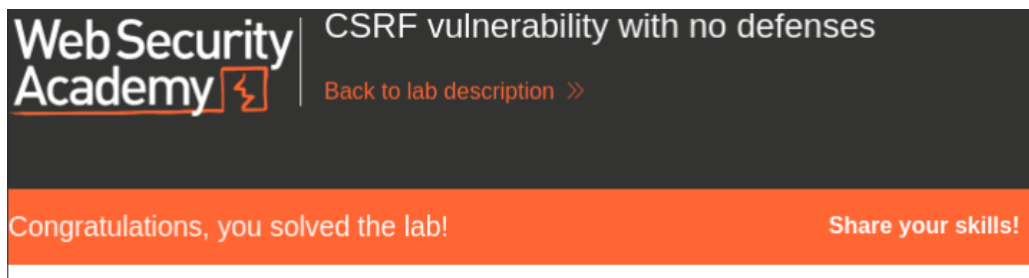 Web Security
Academy
CSRF vulnerability with no defenses
Back to lab description »
Congratulations, you solved the lab!
Share your skills!